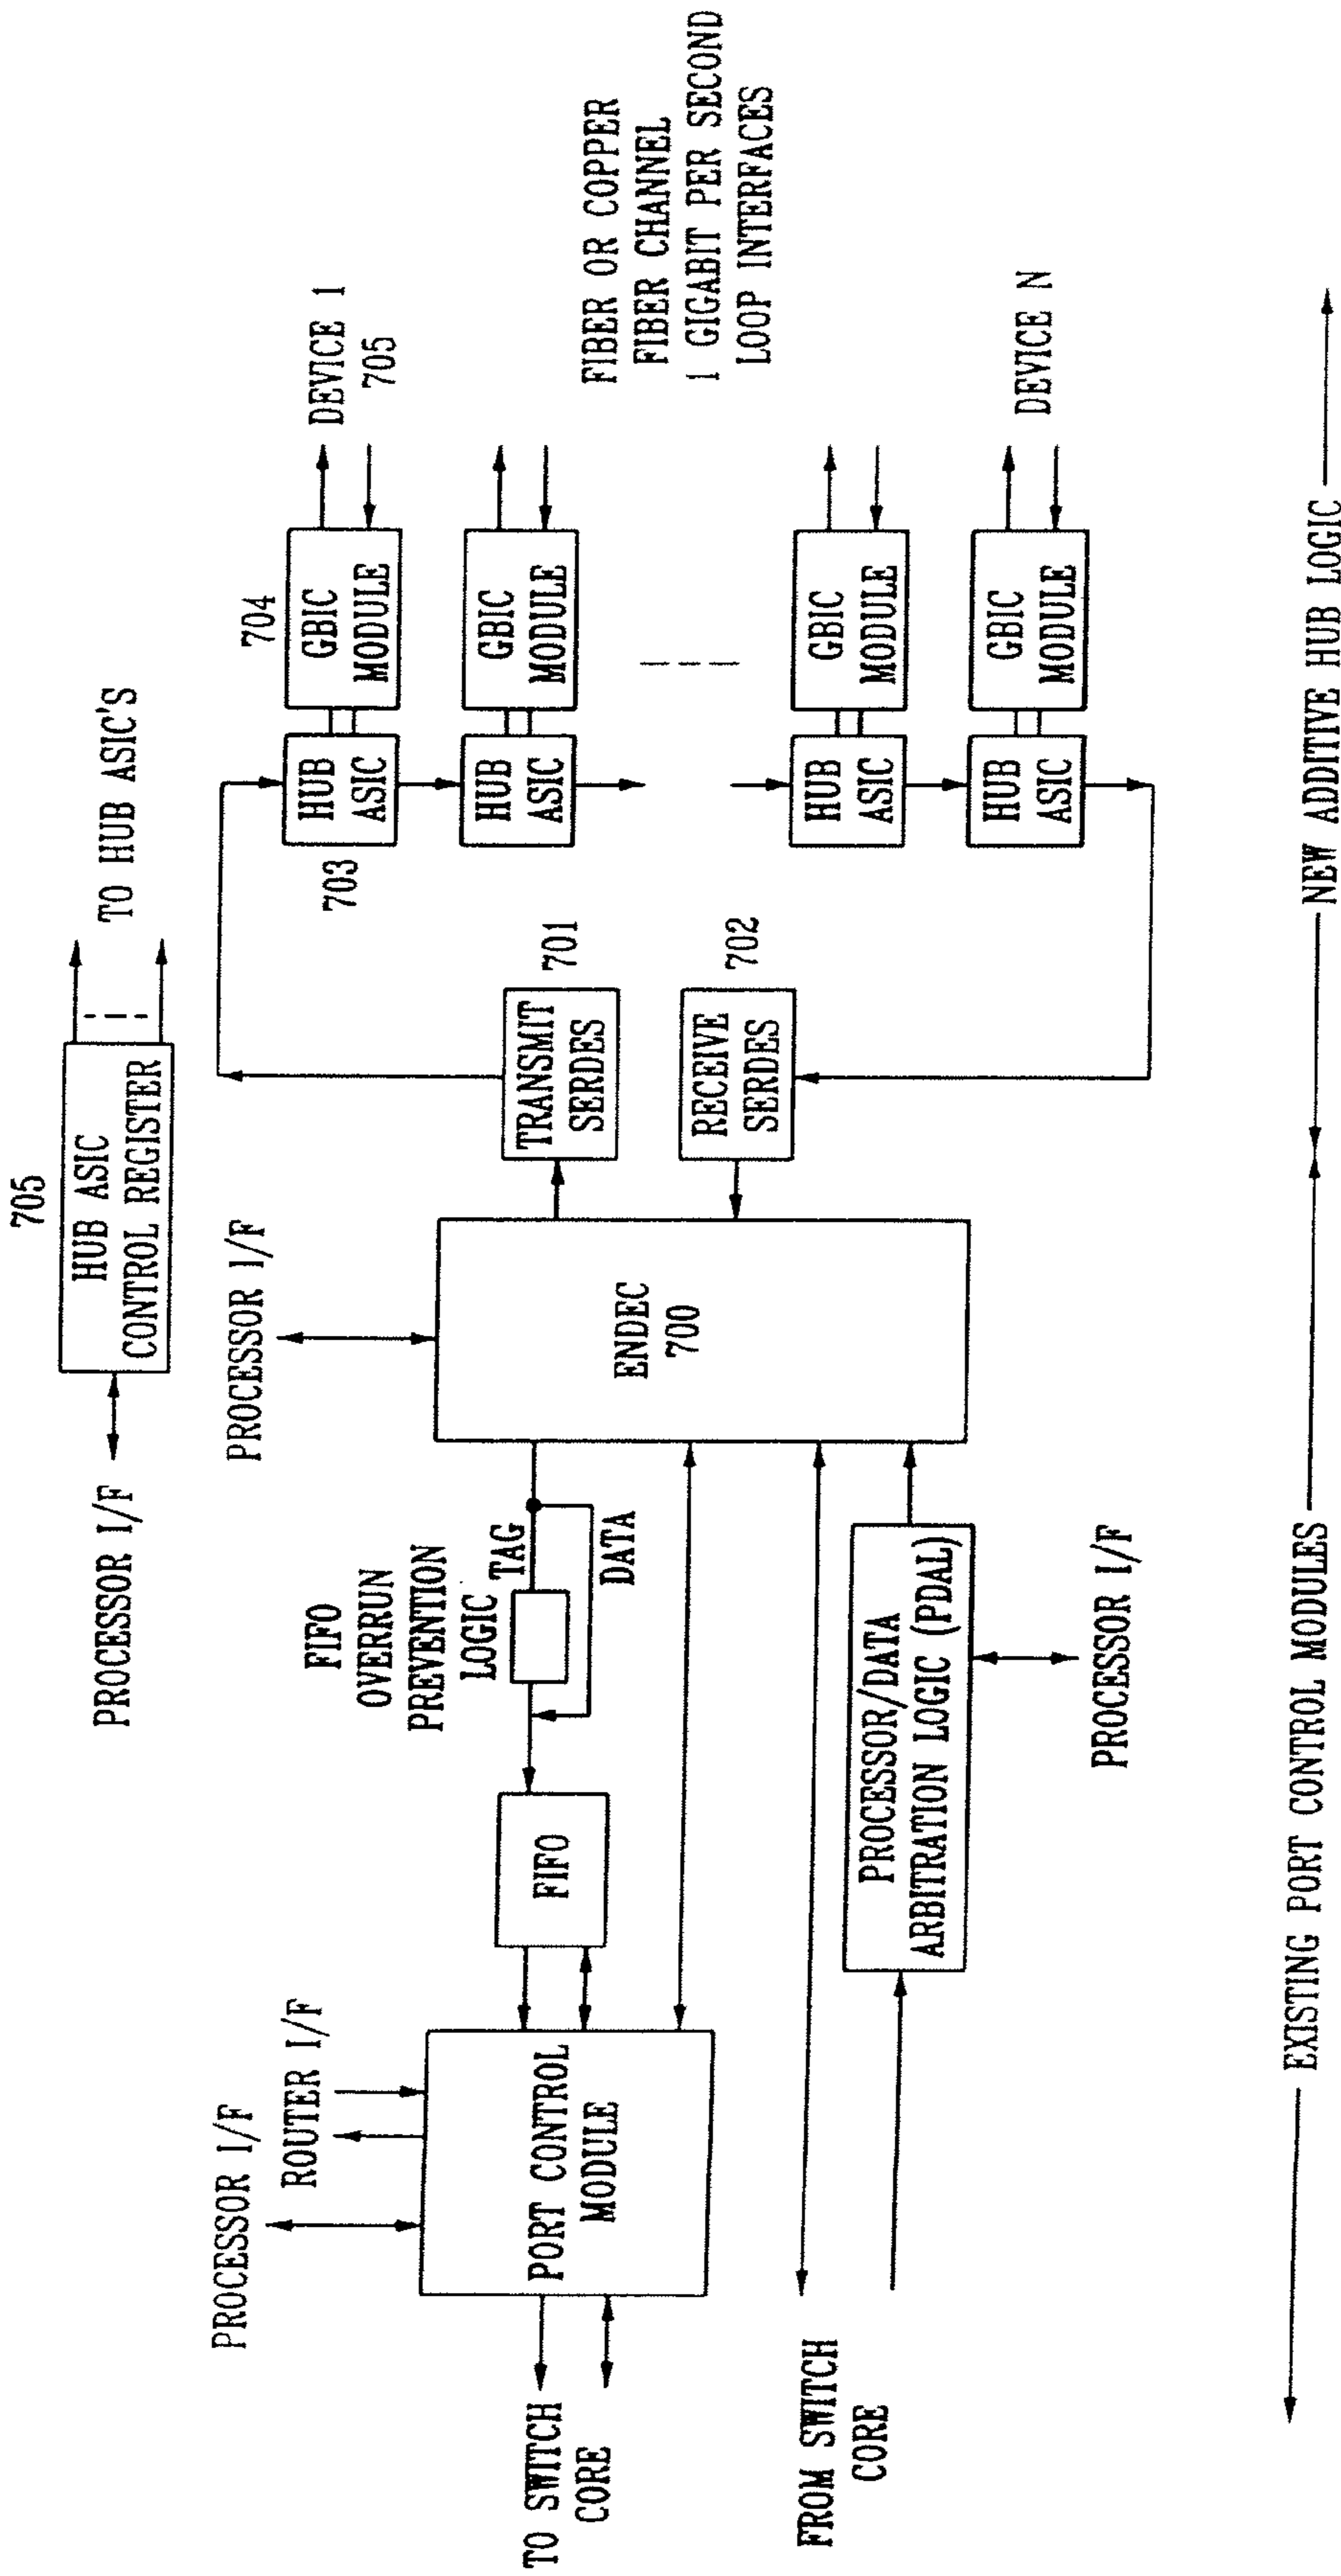 705
HUB ASIC
CONTROL REGISTER
PROCESSOR I/F
TO HUB ASIC'S
PROCESSOR I/F
ROUTER I/F
PORT CONTROL
MODULE
TO SWITCH
CORE
FIFO
FIFO
OVERRUN
PREVENTION
LOGIC
TAG
DATA
PROCESSOR I/F
ENDEC
700
TRANSMIT
SERDES
701
RECEIVE
SERDES
702
703
HUB
ASIC
704
GBIC
MODULE
DEVICE 1
705
HUB
ASIC
GBIC
MODULE
FIBER OR COPPER
FIBER CHANNEL
1 GIGABIT PER SECOND
LOOP INTERFACES
HUB
ASIC
GBIC
MODULE
HUB
ASIC
GBIC
MODULE
DEVICE N
FROM SWITCH
CORE
PROCESSOR/DATA
ARBITRATION LOGIC (PDAL)
PROCESSOR I/F
EXISTING PORT CONTROL MODULES
NEW ADDITIVE HUB LOGIC